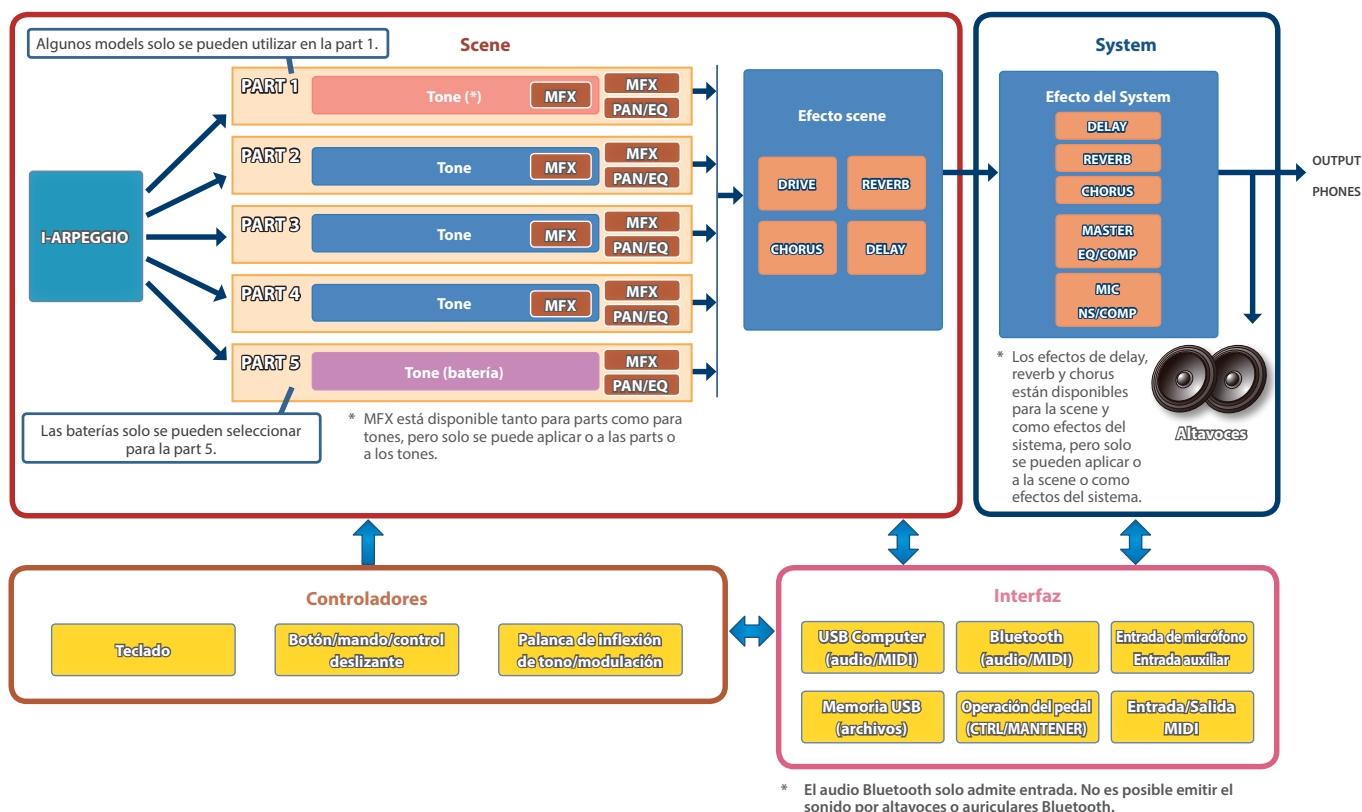 Scene
Algunos models solo se pueden utilizar en la part 1.
I-ARPEGGIO
PART 1
Tone (*)
MFX
MFX
PAN/EQ
PART 2
Tone
MFX
MFX
PAN/EQ
PART 3
Tone
MFX
MFX
PAN/EQ
PART 4
Tone
MFX
MFX
PAN/EQ
PART 5
Tone (batería)
MFX
PAN/EQ
Las baterías solo se pueden seleccionar
para la part 5.
* MFX está disponible tanto para parts como para
tones, pero solo se puede aplicar o a las parts o
a los tones.
Efecto scene
DRIVE
REVERB
CHORUS
DELAY
System
Efecto del System
DELAY
REVERB
CHORUS
MASTER
EQ/COMP
MIC
NS/COMP
OUTPUT
PHONES
* Los efectos de delay,
reverb y chorus
están disponibles
para la scene y
como efectos del
sistema, pero solo
se pueden aplicar o
a la scene o como
efectos del sistema.
Altavoces
Controladores
Teclado
Botón/mando/control
deslizante
Palanca de inflexión
de tono/modulación
Interfaz
USB Computer
(audio/MIDI)
Bluetooth
(audio/MIDI)
Entrada de micrófono
Entrada auxiliar
Memoria USB
(archivos)
Operación del pedal
(CTRL/MANTENER)
Entrada/Salida
MIDI
* El audio Bluetooth solo admite entrada. No es posible emitir el
sonido por altavoces o auriculares Bluetooth.